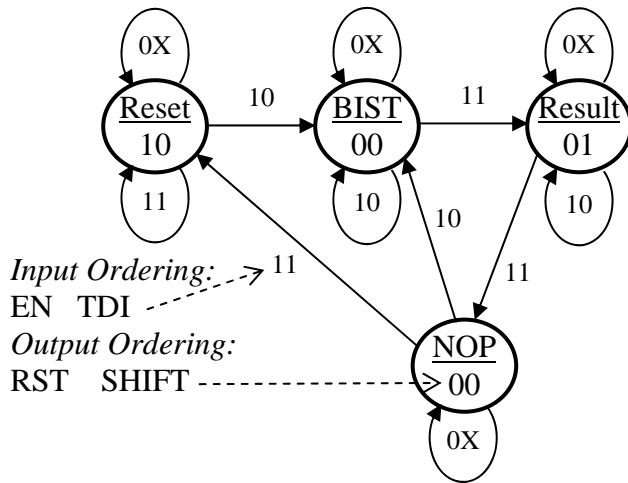 0X 0X 0X
Reset 10 BIST 11 Result
10 00 01
11 10 10
10
Input Ordering: 11 11
EN TDI
Output Ordering: NOP
RST SHIFT 00
0X